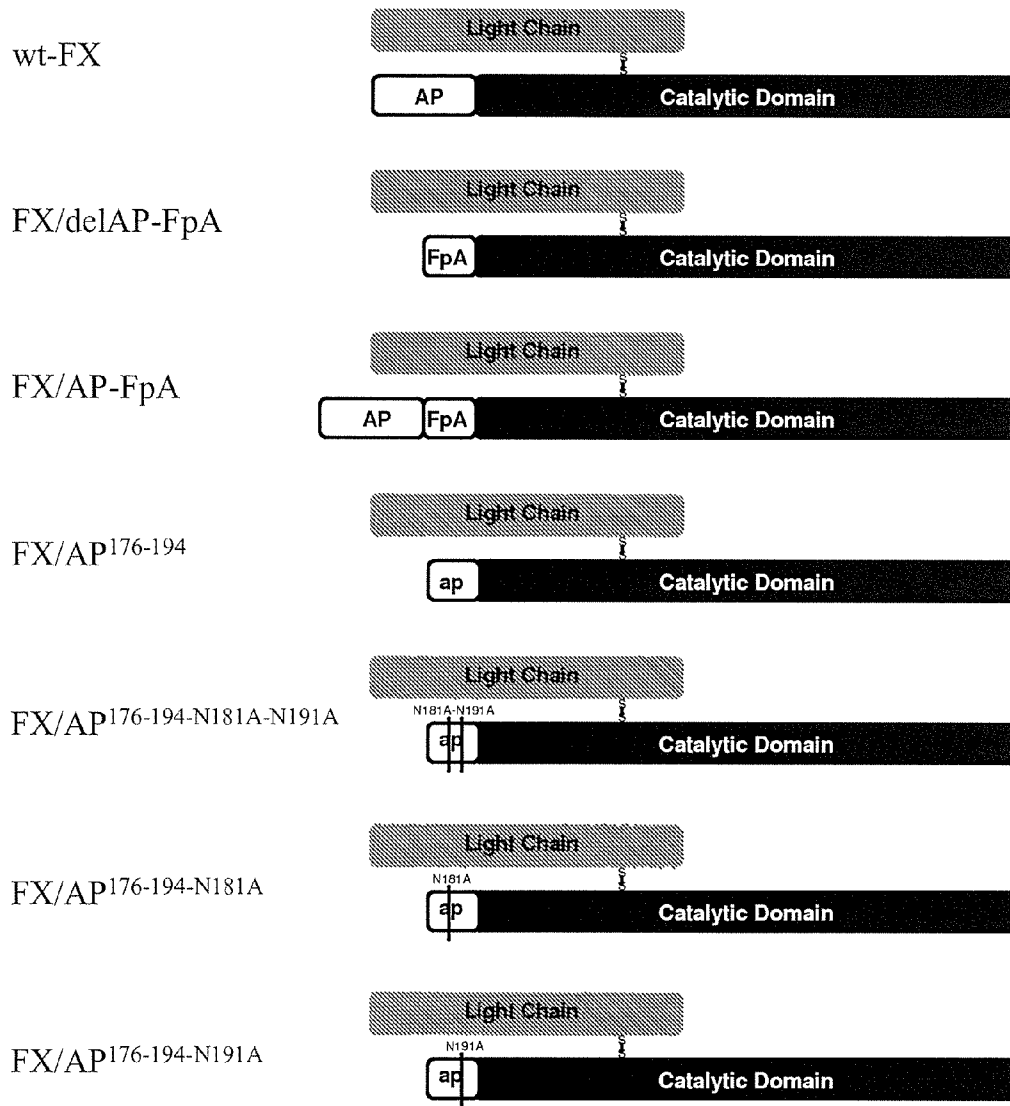 Light Chain
wt-FX
S
S
AP Catalytic Domain
Light Chain
FX/delAP-FpA
S
S
FpA Catalytic Domain
Light Chain
FX/AP-FpA
S
S
AP FpA Catalytic Domain
Light Chain
FX/AP176-194
S
S
ap Catalytic Domain
Light Chain
FX/AP176-194-N181A-N191A
N181A-N191A
S
S
ap Catalytic Domain
Light Chain
FX/AP176-194-N181A
N181A
S
S
ap Catalytic Domain
Light Chain
FX/AP176-194-N191A
N191A
S
S
ap Catalytic Domain